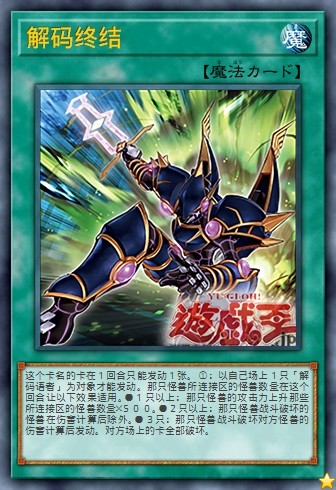 解码终结
魔
【魔法カード】
YU-GI-OH!
遊戯王
这个卡名的卡在1回合只能发动1张。①:以自己场上1只「解
码语者」为对象才能发动。那只怪兽所连接区的怪兽数量在这个
回合让以下效果适用。●1只以上:那只怪兽的攻击力上升那些
所连接区的怪兽数量×500。●2只以上:那只怪兽战斗破坏的
怪兽在伤害计算后除外。●3只:那只怪兽战斗破坏对方怪兽的
伤害计算后发动。对方场上的卡全部破坏。